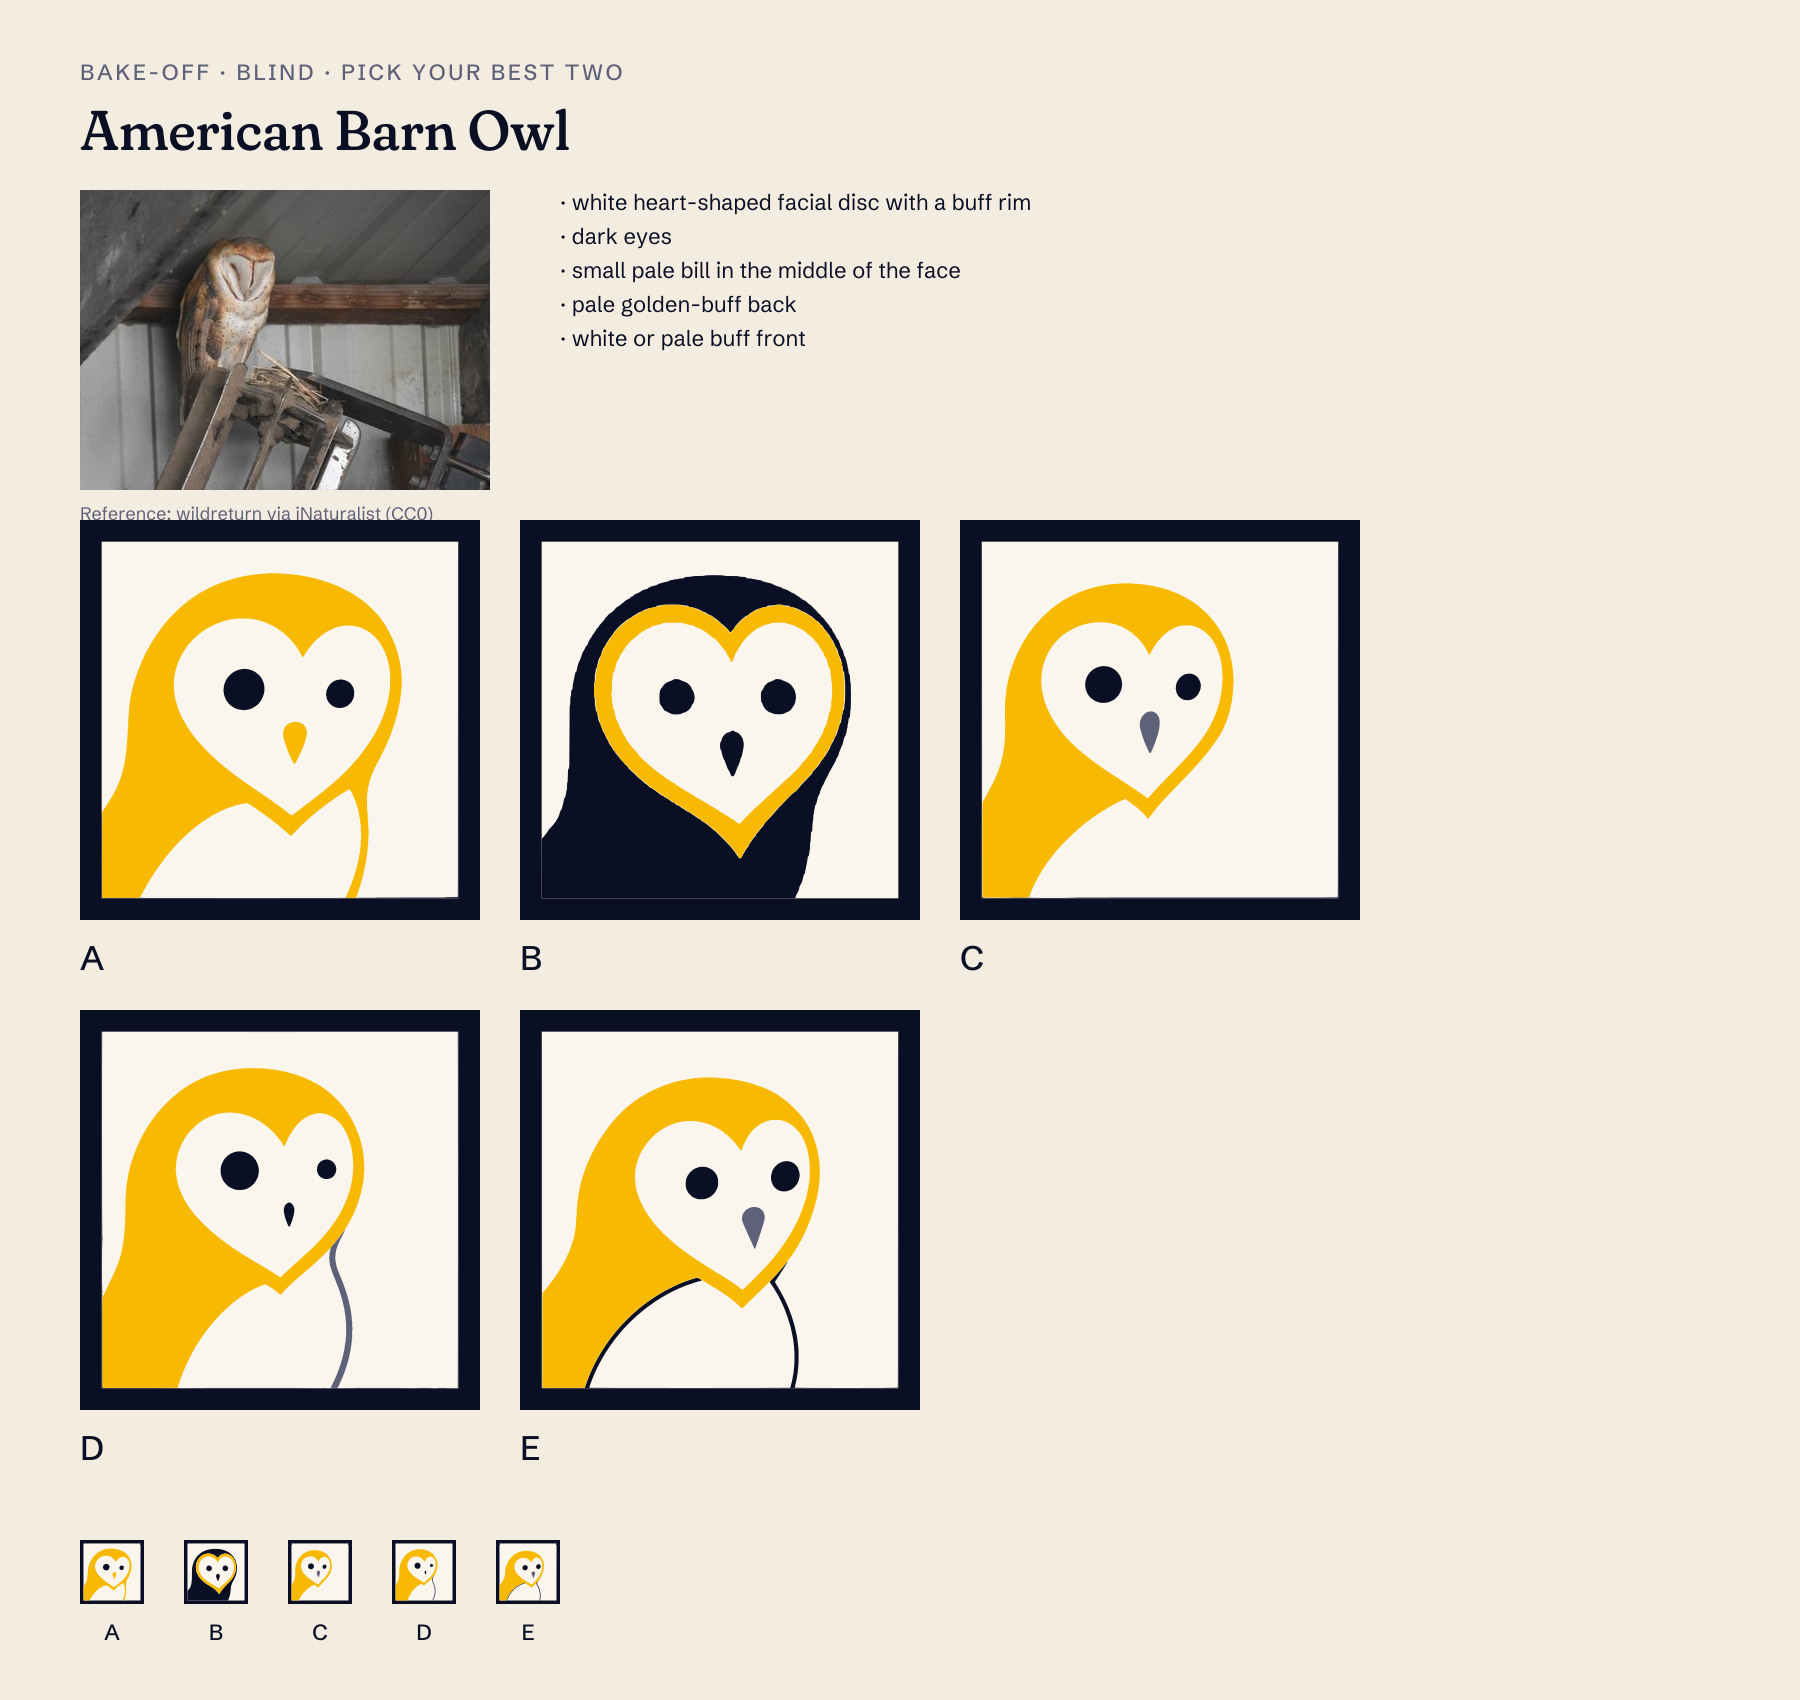 BAKE-OFF · BLIND · PICK YOUR BEST TWO
American Barn Owl
· white heart-shaped facial disc with a buff rim
· dark eyes
· small pale bill in the middle of the face
· pale golden-buff back
· white or pale buff front
Reference: wildreturn via iNaturalist (CC0)
A
B
C
D
E
A
B
C
D
E